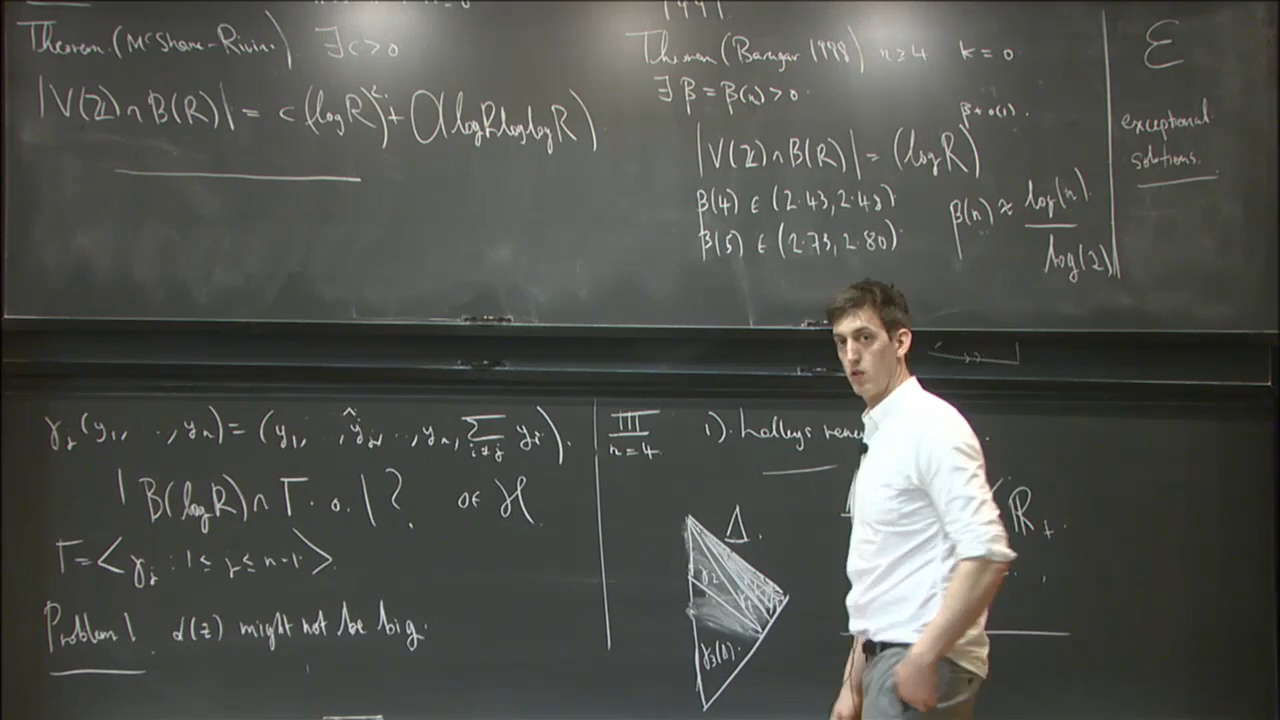 Theorem (McShane-Rivin) ∃ c > 0
|V(Z) ∩ B(R)| = c (log R)² + O(log R log log R)
1991.
Theorem (Baragar 1998) n ≥ 4 k = 0
∃ β = β(n) > 0.
|V(Z) ∩ B(R)| = (log R)^{β + o(1)}.
β(4) ∈ (2.43, 2.48)
β(5) ∈ (2.73, 2.80).
β(n) ≈ log(n) / log(2)
ℰ
exceptional
solutions.
γ_j (y_1, .., y_n) = (y_1, .. ŷ_j, .., y_n, Σ_{i≠j} y_i).
|B(log R) ∩ Γ. o.|? o ∈ H
Γ = < γ_j : 1 ≤ j ≤ n-1 >
Problem 1 α(z) might not be big.
III
n = 4
1).
Δ.
γ_2
γ_3(Δ).
R_+.